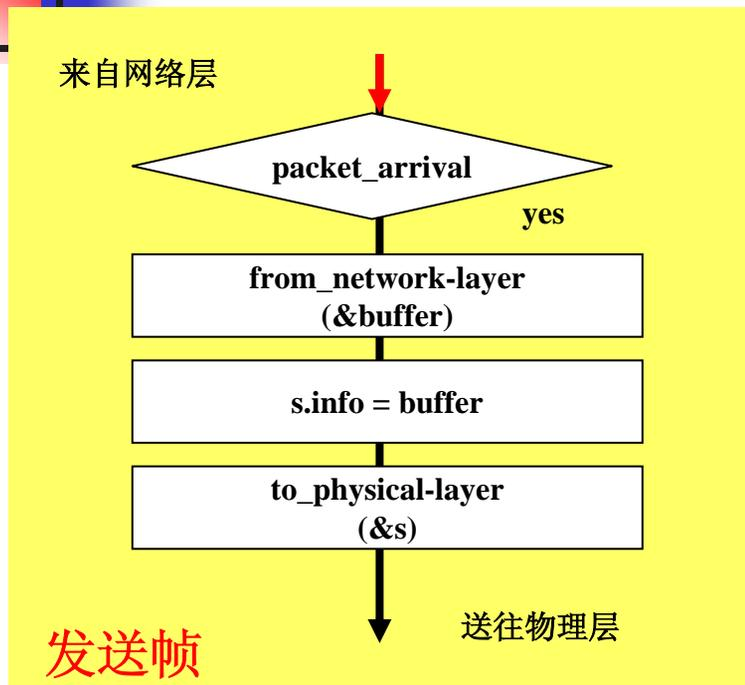 来自网络层
packet_arrival
yes
from_network-layer
(&buffer)
s.info = buffer
to_physical-layer
(&s)
送往物理层
发送帧